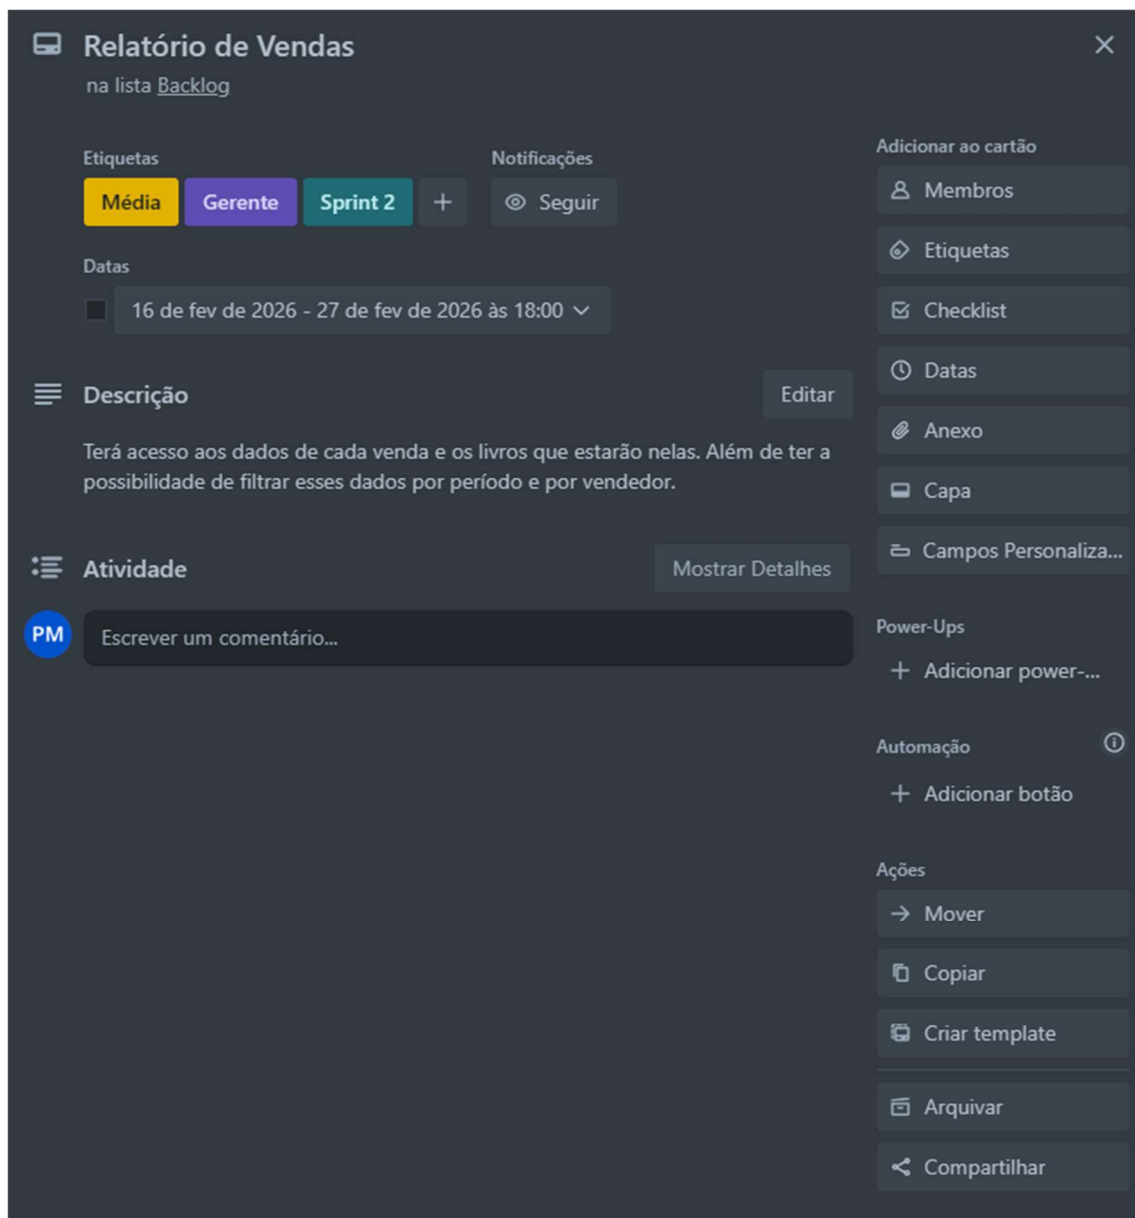 Relatório de Vendas
na lista Backlog
Etiquetas
Média Gerente Sprint 2
Notificações
Seguir
Datas
16 de fev de 2026 - 27 de fev de 2026 às 18:00
Descrição
Editar
Terá acesso aos dados de cada venda e os livros que estarão nelas. Além de ter a
possibilidade de filtrar esses dados por período e por vendedor.
Atividade
Mostrar Detalhes
PM
Escrever um comentário...
Adicionar ao cartão
Membros
Etiquetas
Checklist
Datas
Anexo
Capa
Campos Personaliza...
Power-Ups
+ Adicionar power-...
Automação
+ Adicionar botão
Ações
Mover
Copiar
Criar template
Arquivar
Compartilhar